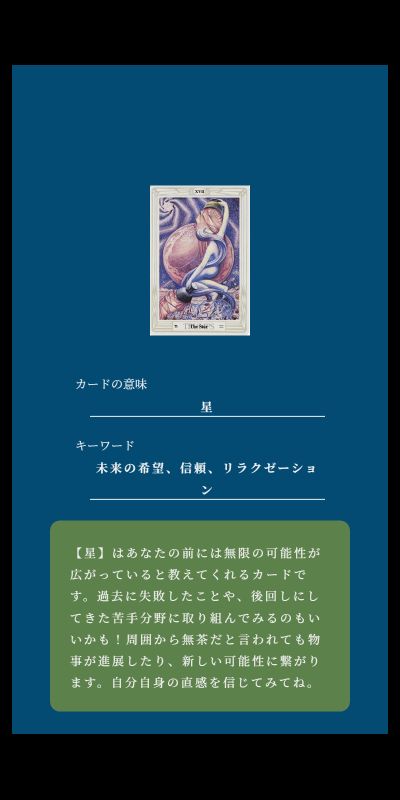 XVII
The Star
カードの意味
星
キーワード
未来の希望、信頼、リラクゼーショ
ン
【星】はあなたの前には無限の可能性が
広がっていると教えてくれるカードで
す。過去に失敗したことや、後回しにし
てきた苦手分野に取り組んでみるのもい
いかも！周囲から無茶だと言われても物
事が進展したり、新しい可能性に繋がり
ます。自分自身の直感を信じてみてね。